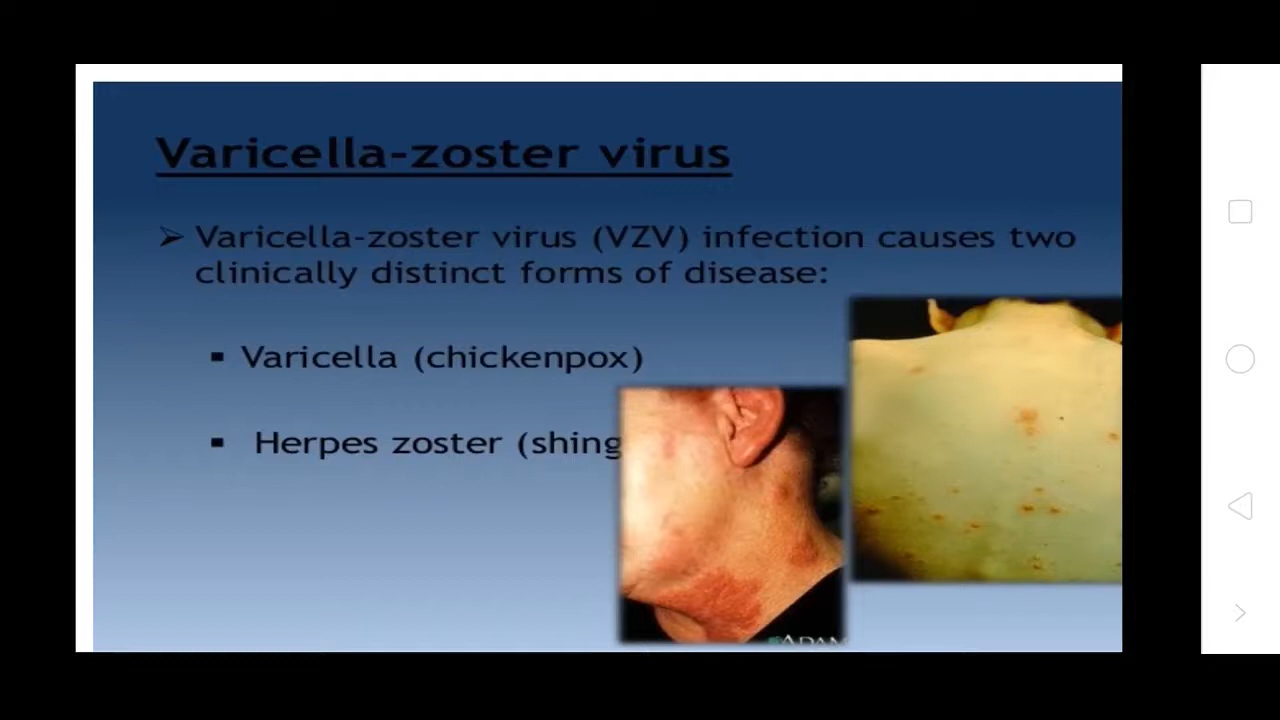 Varicella-zoster virus
➢ Varicella-zoster virus (VZV) infection causes two
clinically distinct forms of disease:
▪ Varicella (chickenpox)
▪ Herpes zoster (shing
ADAM